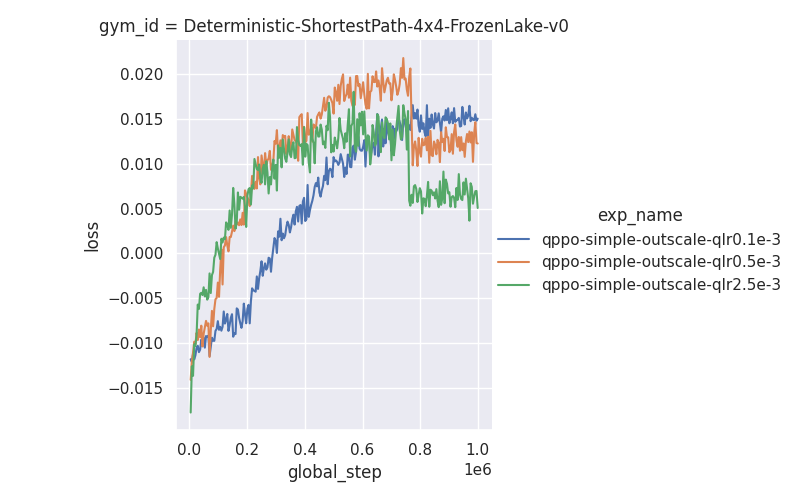 gym_id = Deterministic-ShortestPath-4x4-FrozenLake-v0
0.020
0.015
0.010
0.005
0.000
−0.005
−0.010
−0.015
loss
0.0 0.2 0.4 0.6 0.8 1.0
1e6
global_step
exp_name
qppo-simple-outscale-qlr0.1e-3
qppo-simple-outscale-qlr0.5e-3
qppo-simple-outscale-qlr2.5e-3